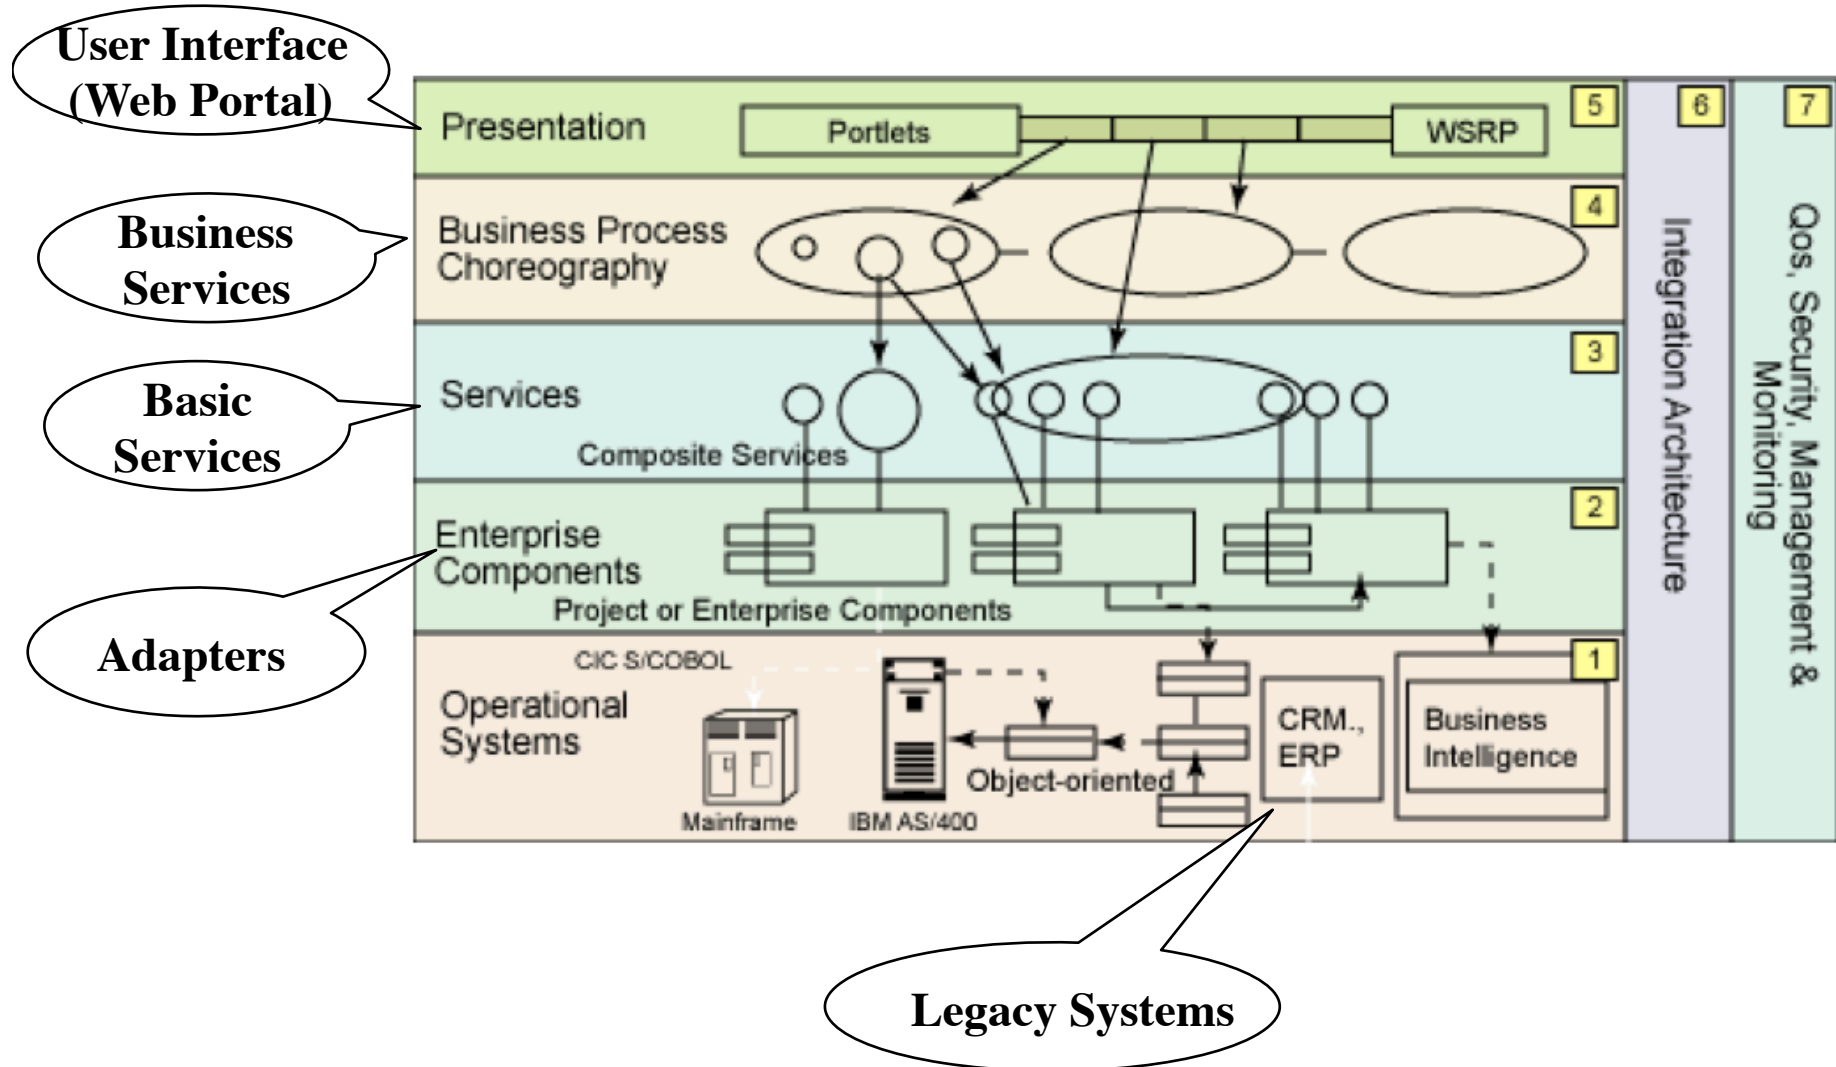 User Interface
(Web Portal)
Presentation
Portlets
WSRP
5
6
7
Business
Services
Business Process
Choreography
4
Basic
Services
Services
Composite Services
3
Adapters
Enterprise
Components
Project or Enterprise Components
2
CIC S/COBOL
Operational
Systems
Mainframe
IBM AS/400
Object-oriented
CRM.,
ERP
Business
Intelligence
1
Integration Architecture
Qos, Security, Management &
Monitoring
Legacy Systems